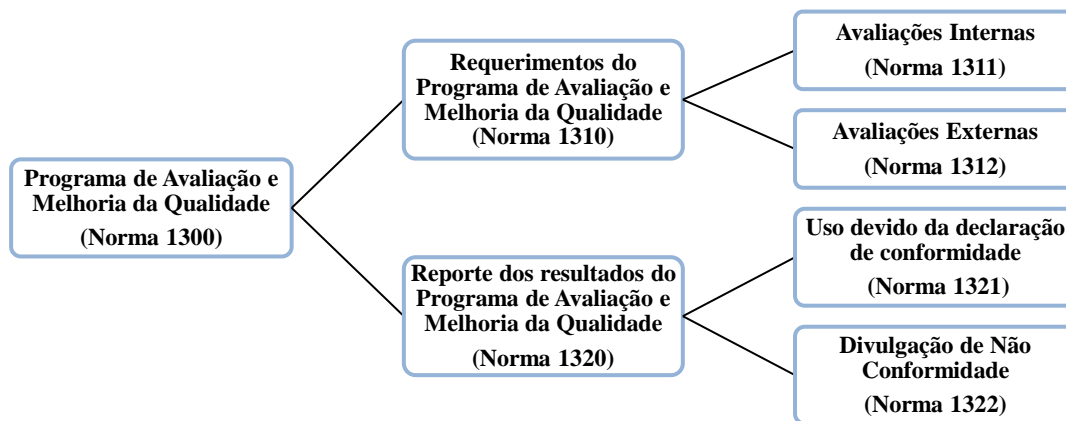 Programa de Avaliação e
Melhoria da Qualidade
(Norma 1300)
Requerimentos do
Programa de Avaliação e
Melhoria da Qualidade
(Norma 1310)
Avaliações Internas
(Norma 1311)
Avaliações Externas
(Norma 1312)
Reporte dos resultados do
Programa de Avaliação e
Melhoria da Qualidade
(Norma 1320)
Uso devido da declaração
de conformidade
(Norma 1321)
Divulgação de Não
Conformidade
(Norma 1322)